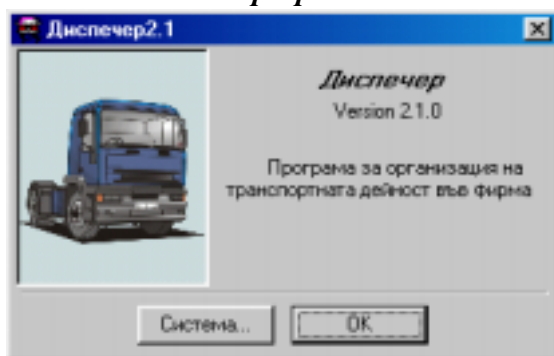 Диспечер2.1
Диспечер
Version 2.1.0
Програма за организация на
транспортната дейност във фирма
Система...
OK